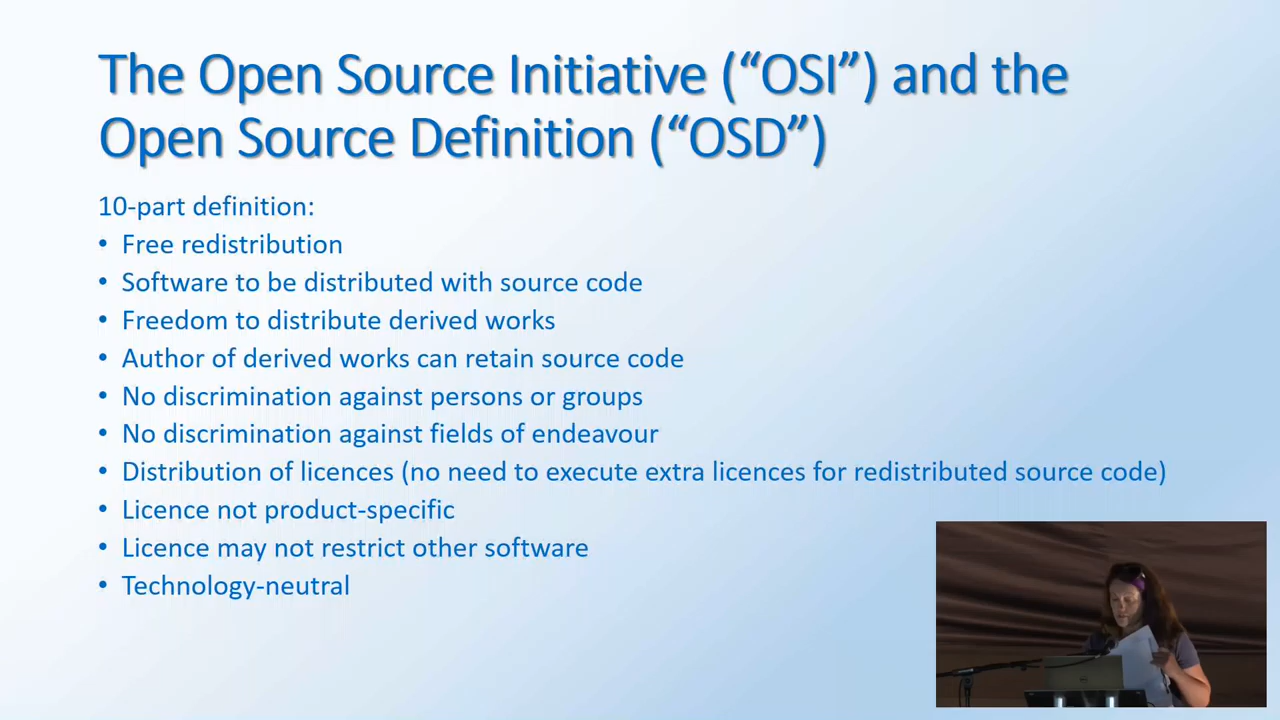 The Open Source Initiative (“OSI”) and the
Open Source Definition (“OSD”)
10-part definition:
• Free redistribution
• Software to be distributed with source code
• Freedom to distribute derived works
• Author of derived works can retain source code
• No discrimination against persons or groups
• No discrimination against fields of endeavour
• Distribution of licences (no need to execute extra licences for redistributed source code)
• Licence not product-specific
• Licence may not restrict other software
• Technology-neutral